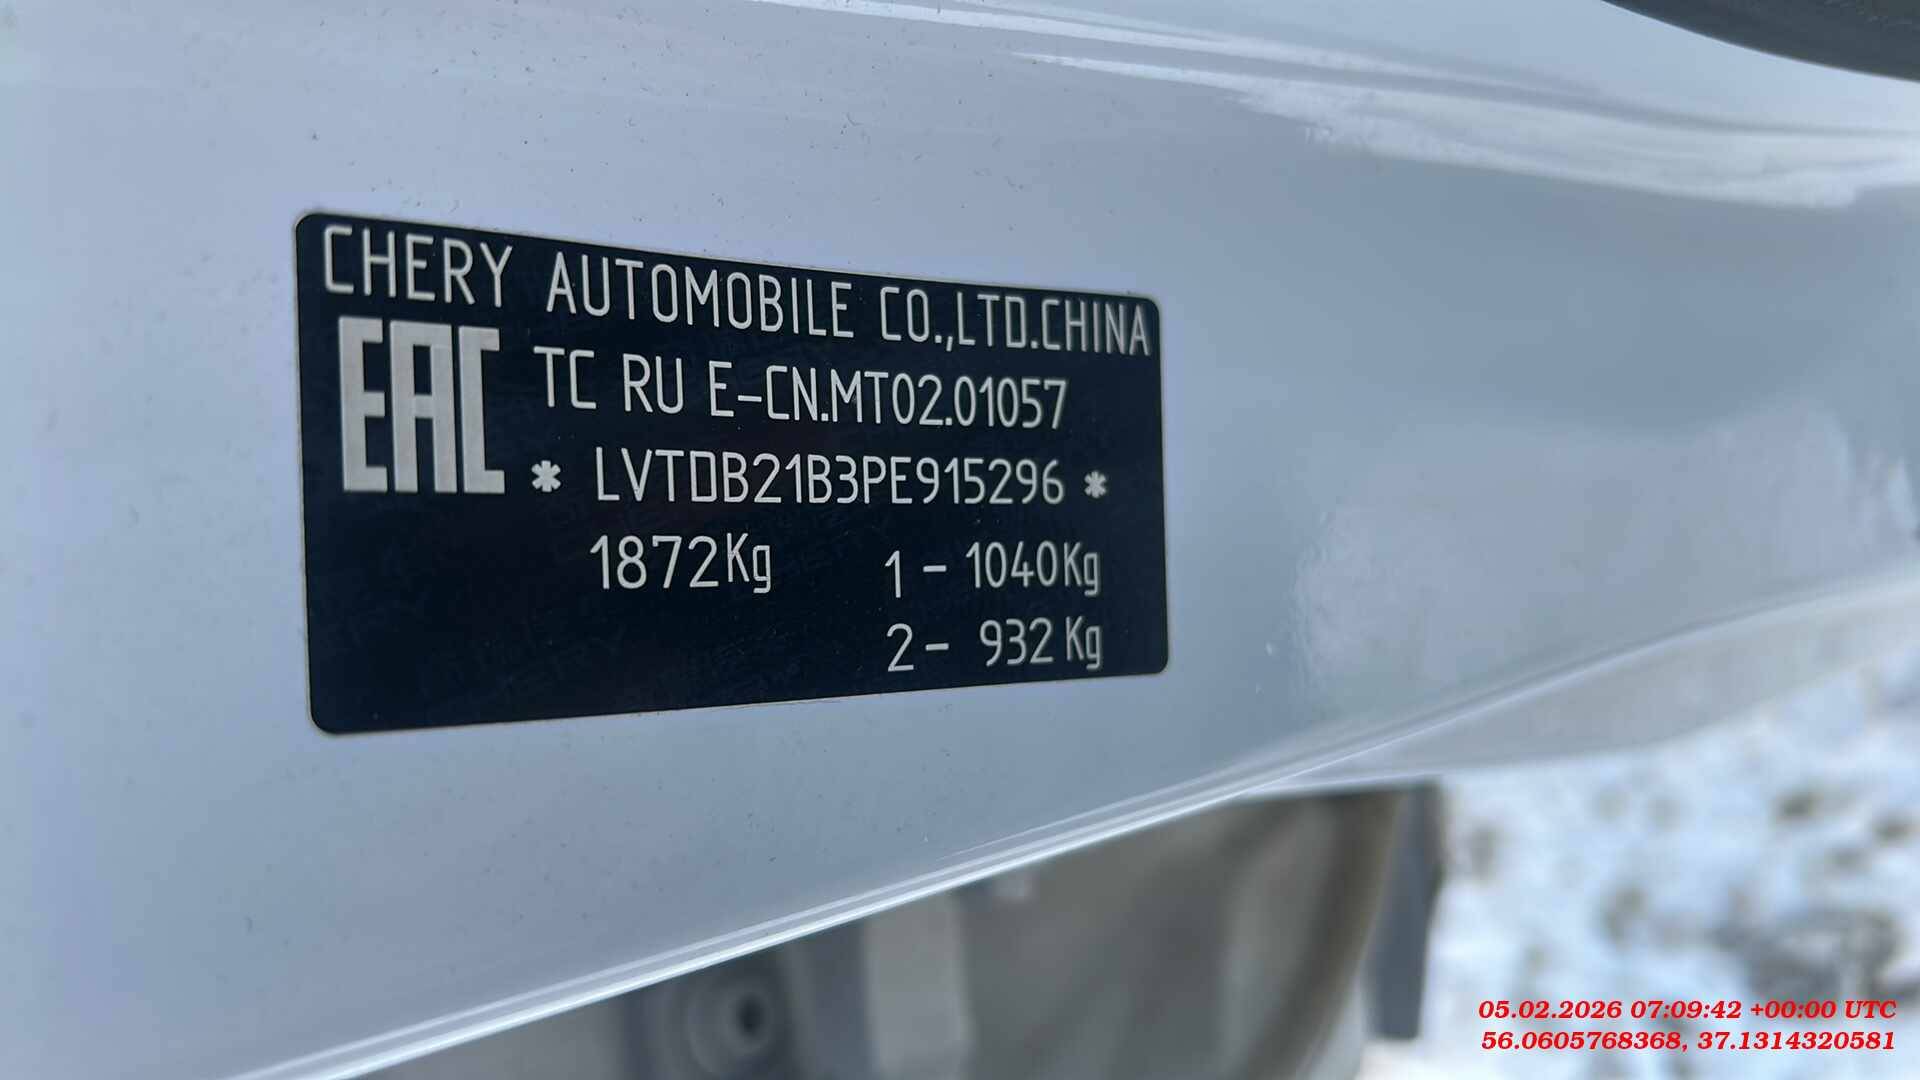 CHERY AUTOMOBILE CO.,LTD.CHINA
EAC TC RU E-CN.MT02.01057
* LVTDB21B3PE915296 *
1872Kg 1 - 1040Kg
2 - 932Kg
05.02.2026 07:09:42 +00:00 UTC
56.0605768368, 37.1314320581